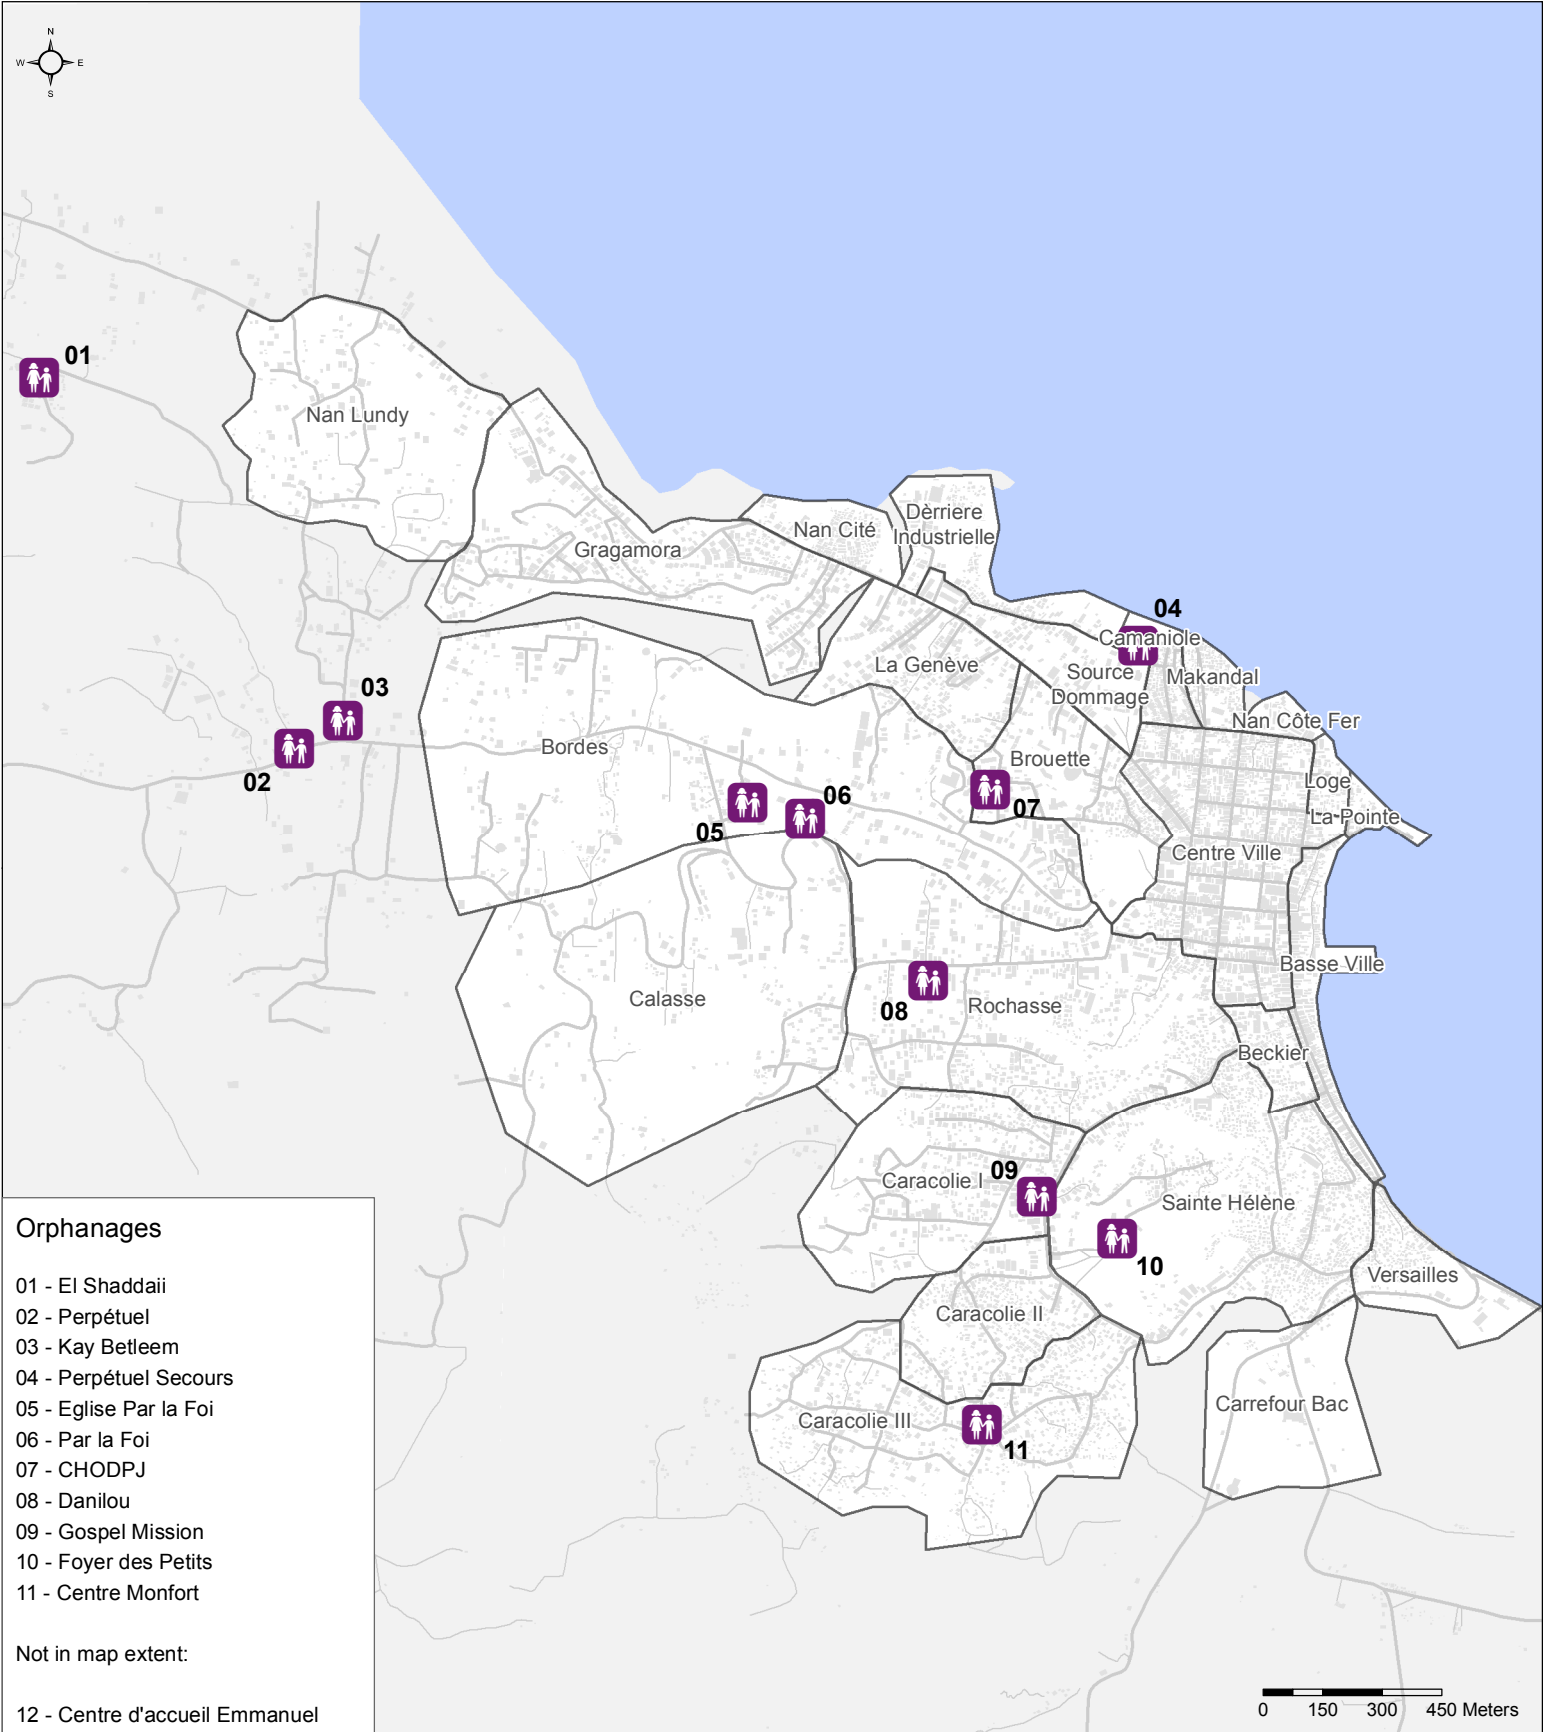 N
W
E
S
01
Nan Lundy
Dèrriere
Industrielle
Nan Cité
Gragamora
04
Camaniole
La Genève
Source
Dommage
Makandal
03
Nan Côte Fer
Bordes
Brouette
02
Loge
06
07
La Pointe
05
Centre Ville
Basse Ville
Calasse
08
Rochasse
Beckier
09
Caracolie I
Sainte Hélène
10
Versailles
Caracolie II
Carrefour Bac
Caracolie III
11
Orphanages
01 - El Shaddaii
02 - Perpétuel
03 - Kay Betleem
04 - Perpétuel Secours
05 - Eglise Par la Foi
06 - Par la Foi
07 - CHODPJ
08 - Danilou
09 - Gospel Mission
10 - Foyer des Petits
11 - Centre Monfort
Not in map extent:
12 - Centre d'accueil Emmanuel
0 150 300 450 Meters